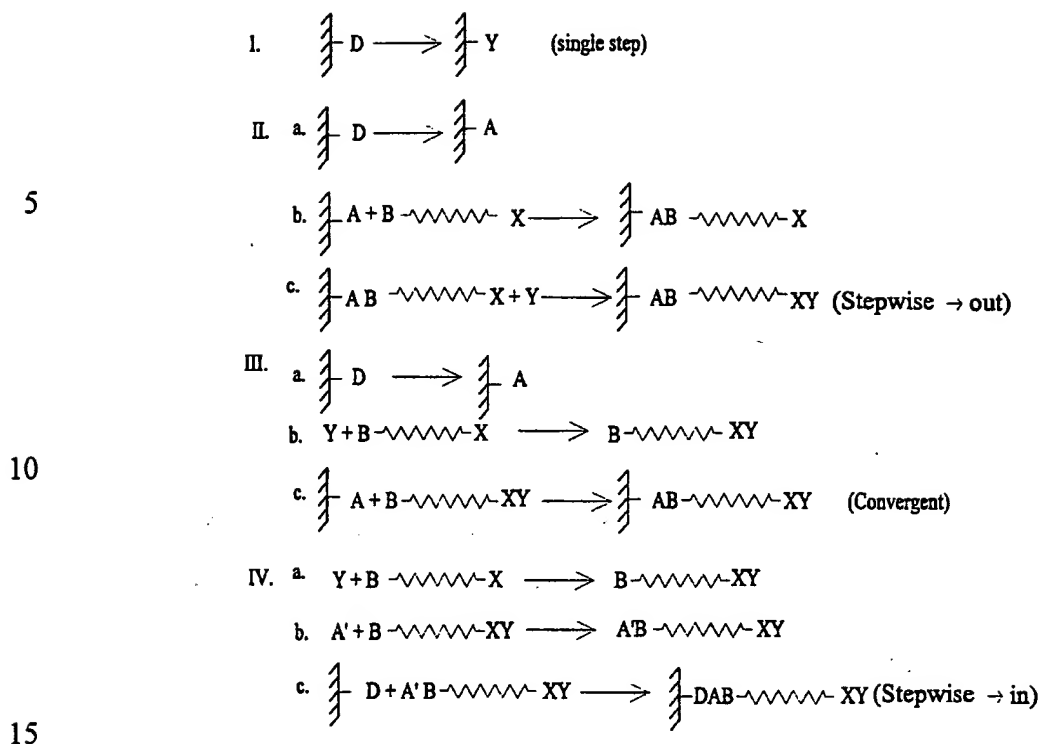 I. D → Y (single step)
II. a. D → A
5
b. A + B X → AB X
c. A B X + Y → AB XY (Stepwise → out)
III. a. D → A
b. Y + B X → B XY
10
c. A + B XY → AB XY (Convergent)
IV. a. Y + B X → B XY
b. A' + B XY → A'B XY
c. D + A' B XY → DAB XY (Stepwise → in)
15